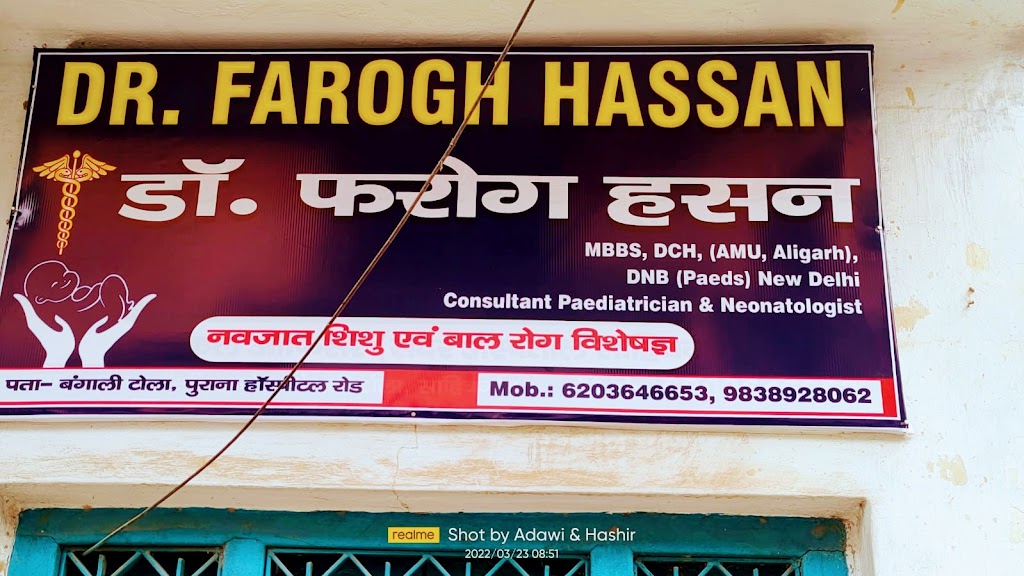 DR. FAROGH HASSAN
डॉ. फरोग हसन
MBBS, DCH, (AMU, Aligarh),
DNB (Paeds) New Delhi
Consultant Paediatrician & Neonatologist
नवजात शिशु एवं बाल रोग विशेषज्ञ
पता– बंगाली टोला, पुराना हॉस्पीटल रोड
Mob.: 6203646653, 9838928062
realme Shot by Adawi & Hashir
2022/03/23 08:51